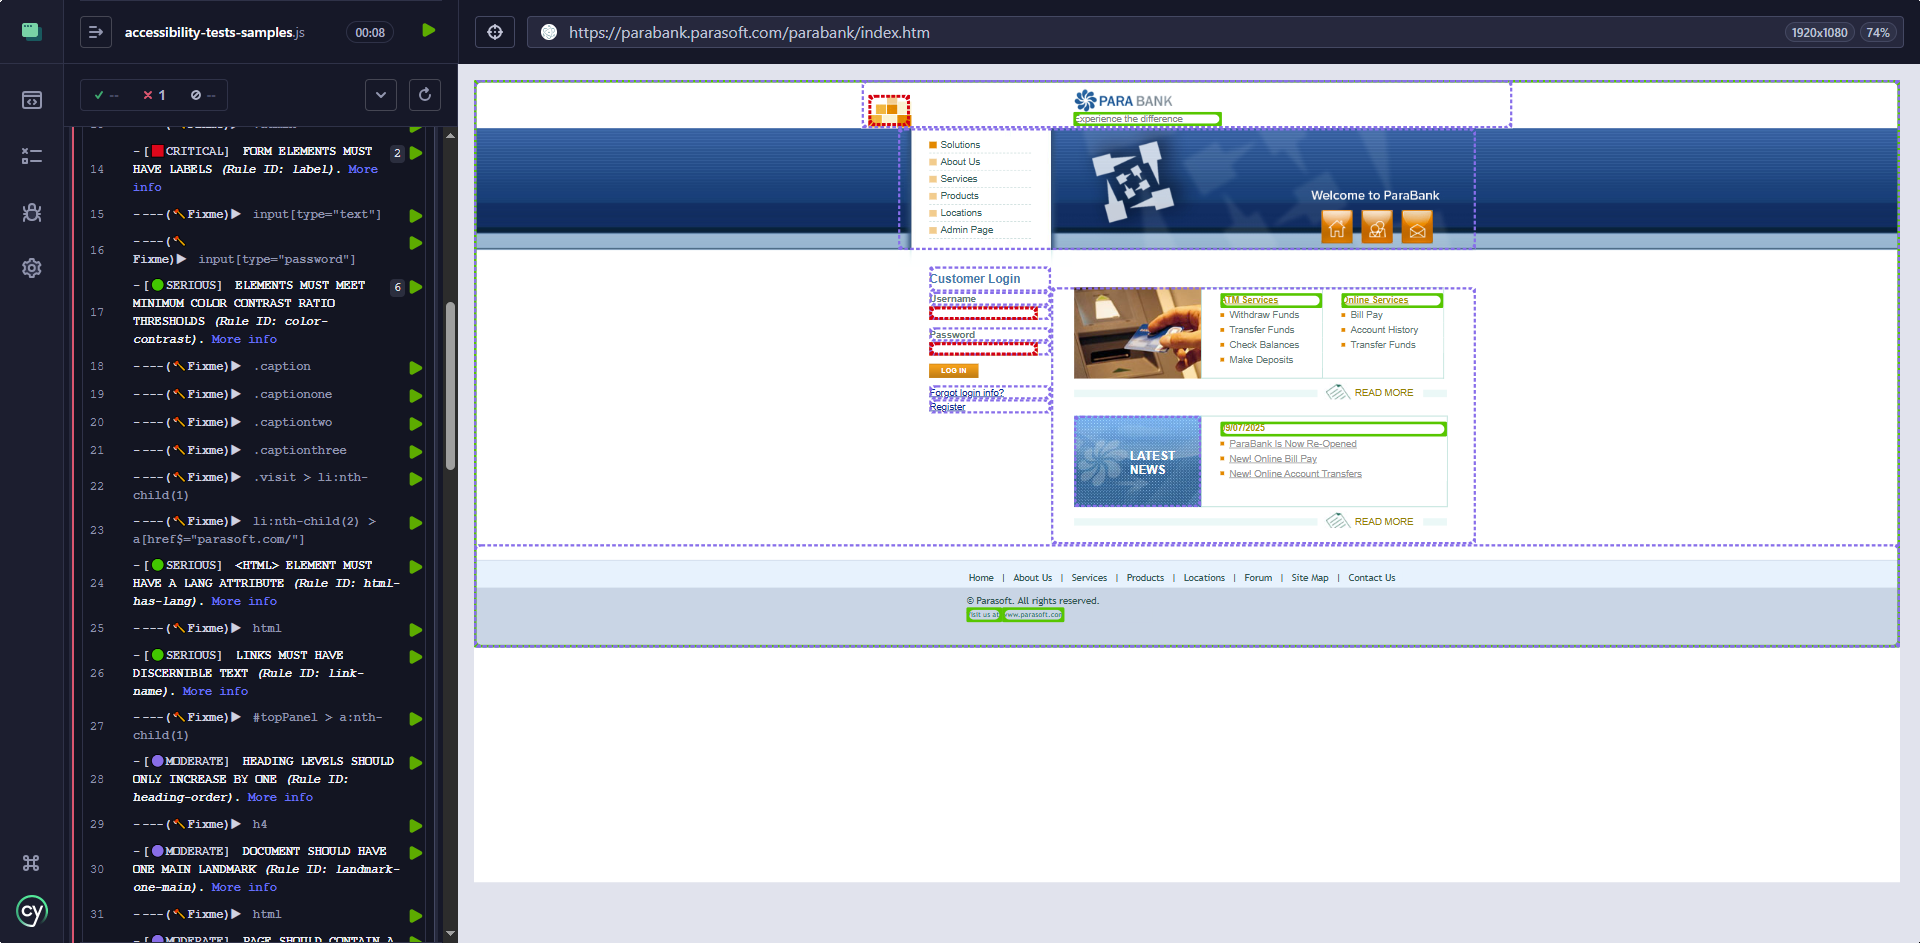 accessibility-tests-samples.js 00:08
https://parabank.parasoft.com/parabank/index.htm
1920x1080 74%
-- 1 --
14 -[CRITICAL] FORM ELEMENTS MUST 2
HAVE LABELS (Rule ID: label). More
info
15 ----(Fixme)▶ input[type="text"]
16 ----(
Fixme)▶ input[type="password"]
17 -[SERIOUS] ELEMENTS MUST MEET 6
MINIMUM COLOR CONTRAST RATIO
THRESHOLDS (Rule ID: color-
contrast). More info
18 ----(Fixme)▶ .caption
19 ----(Fixme)▶ .captionone
20 ----(Fixme)▶ .captiontwo
21 ----(Fixme)▶ .captionthree
22 ----(Fixme)▶ .visit > li:nth-
child(1)
23 ----(Fixme)▶ li:nth-child(2) >
a[href$="parasoft.com/"]
24 -[SERIOUS] <HTML> ELEMENT MUST
HAVE A LANG ATTRIBUTE (Rule ID: html-
has-lang). More info
25 ----(Fixme)▶ html
26 -[SERIOUS] LINKS MUST HAVE
DISCERNIBLE TEXT (Rule ID: link-
name). More info
27 ----(Fixme)▶ #topPanel > a:nth-
child(1)
28 -[MODERATE] HEADING LEVELS SHOULD
ONLY INCREASE BY ONE (Rule ID:
heading-order). More info
29 ----(Fixme)▶ h4
30 -[MODERATE] DOCUMENT SHOULD HAVE
ONE MAIN LANDMARK (Rule ID: landmark-
one-main). More info
31 ----(Fixme)▶ html
-[MODERATE] PAGE SHOULD CONTAIN A
cy
PARA BANK
Experience the difference
Solutions
About Us
Services
Products
Locations
Admin Page
Welcome to ParaBank
Customer Login
Username
Password
LOG IN
Forgot login info?
Register
ATM Services
Withdraw Funds
Transfer Funds
Check Balances
Make Deposits
Online Services
Bill Pay
Account History
Transfer Funds
READ MORE
LATEST
NEWS
09/07/2025
ParaBank Is Now Re-Opened
New! Online Bill Pay
New! Online Account Transfers
READ MORE
Home | About Us | Services | Products | Locations | Forum | Site Map | Contact Us
© Parasoft. All rights reserved.
Visit us at www.parasoft.com